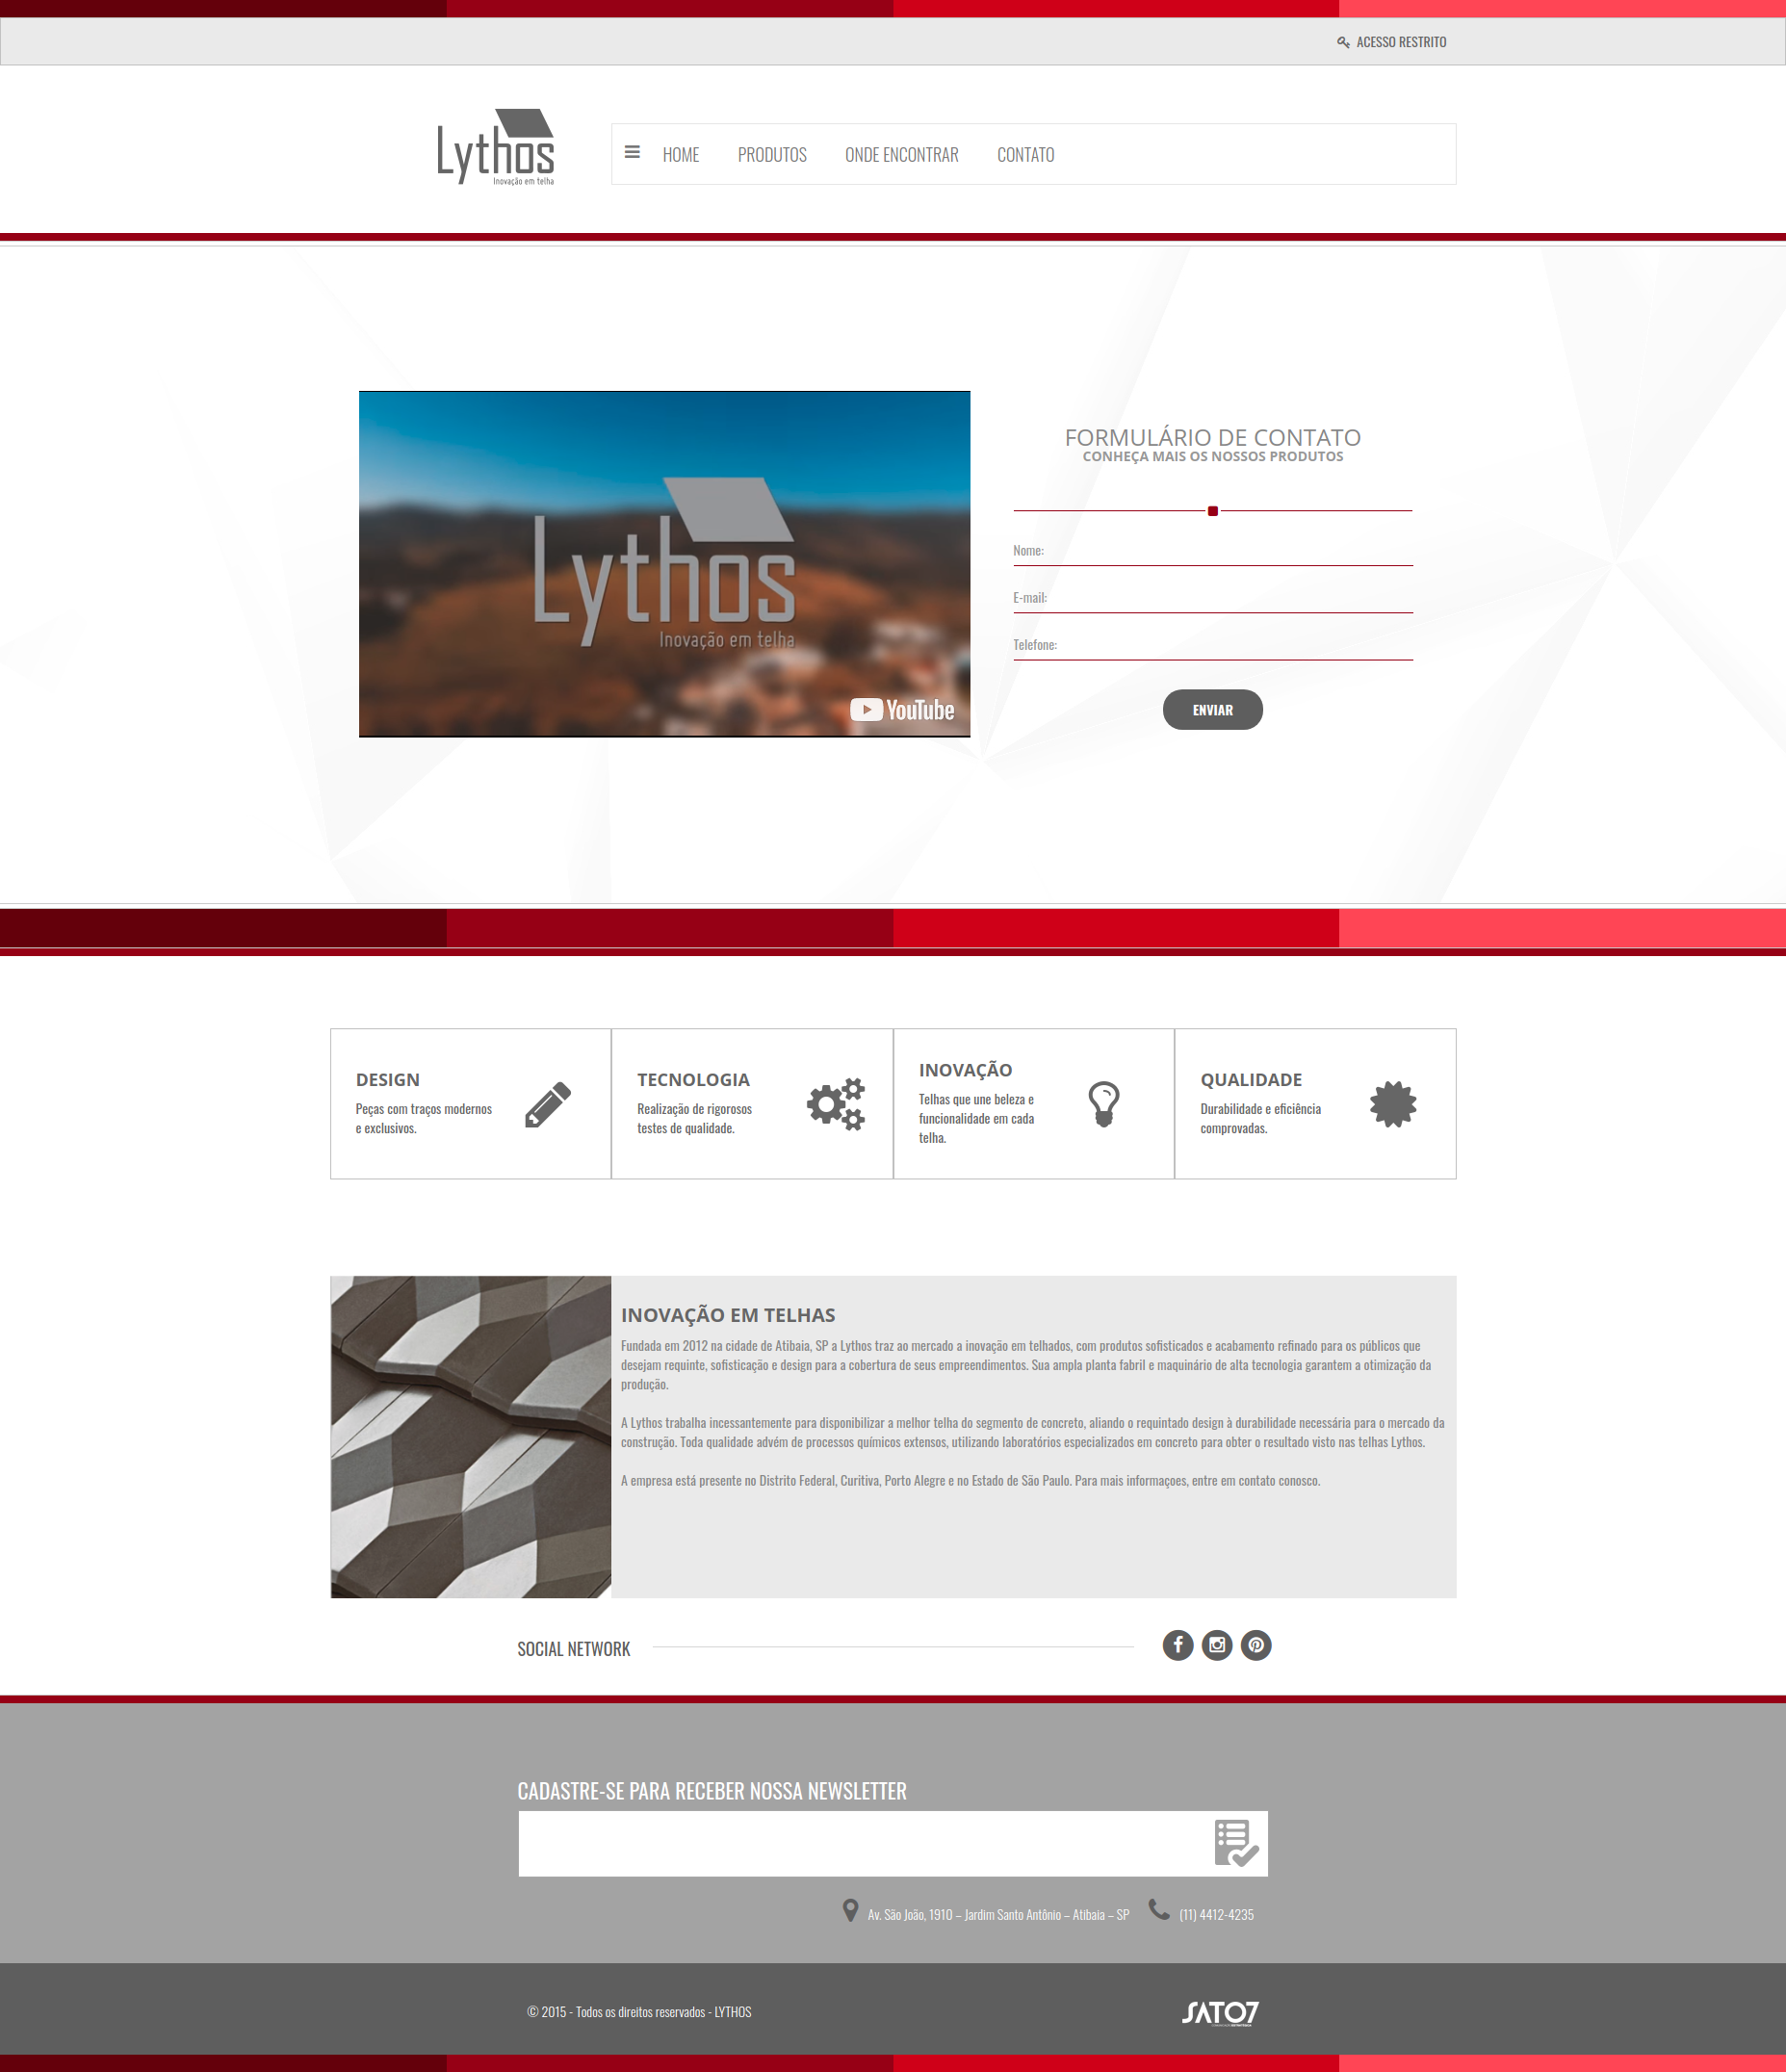 ACESSO RESTRITO
Lythos
Inovação em telha
HOME PRODUTOS ONDE ENCONTRAR CONTATO
Lythos
Inovação em telha
YouTube
FORMULÁRIO DE CONTATO
CONHEÇA MAIS OS NOSSOS PRODUTOS
Nome:
E-mail:
Telefone:
ENVIAR
DESIGN
Peças com traços modernos
e exclusivos.
TECNOLOGIA
Realização de rigorosos
testes de qualidade.
INOVAÇÃO
Telhas que une beleza e
funcionalidade em cada
telha.
QUALIDADE
Durabilidade e eficiência
comprovadas.
INOVAÇÃO EM TELHAS
Fundada em 2012 na cidade de Atibaia, SP a Lythos traz ao mercado a inovação em telhados, com produtos sofisticados e acabamento refinado para os públicos que
desejam requinte, sofisticação e design para a cobertura de seus empreendimentos. Sua ampla planta fabril e maquinário de alta tecnologia garantem a otimização da
produção.
A Lythos trabalha incessantemente para disponibilizar a melhor telha do segmento de concreto, aliando o requintado design à durabilidade necessária para o mercado da
construção. Toda qualidade advém de processos químicos extensos, utilizando laboratórios especializados em concreto para obter o resultado visto nas telhas Lythos.
A empresa está presente no Distrito Federal, Curitiva, Porto Alegre e no Estado de São Paulo. Para mais informaçoes, entre em contato conosco.
SOCIAL NETWORK
CADASTRE-SE PARA RECEBER NOSSA NEWSLETTER
Av. São João, 1910 – Jardim Santo Antônio – Atibaia – SP
(11) 4412-4235
© 2015 - Todos os direitos reservados - LYTHOS
SATO7